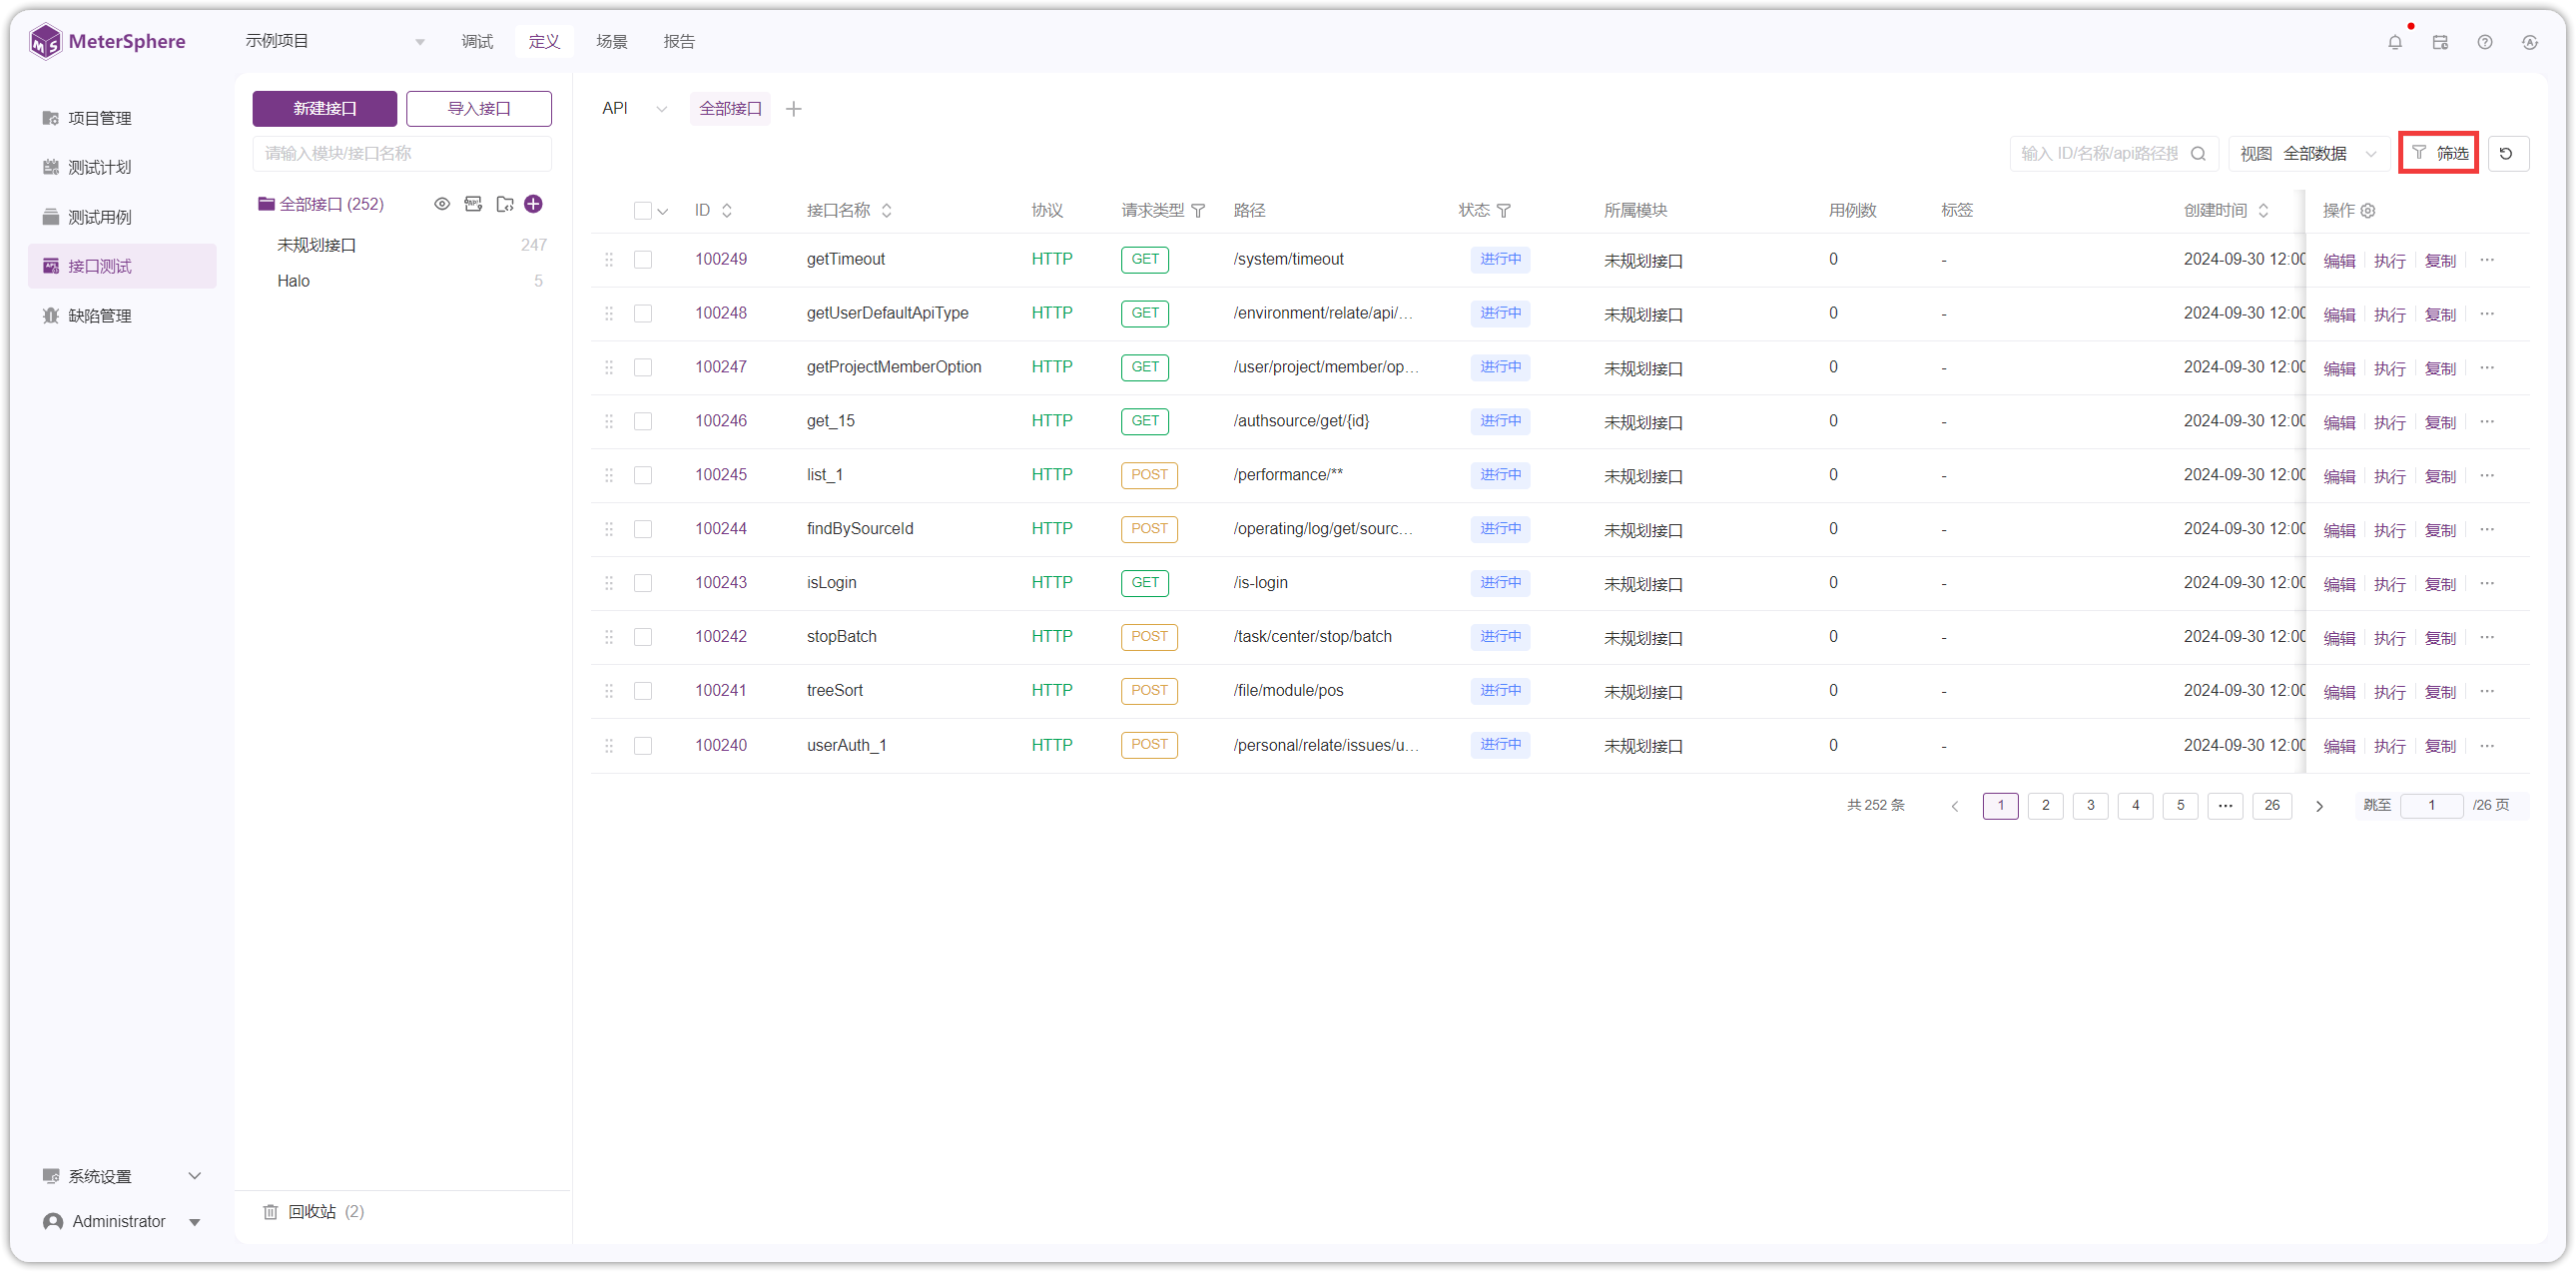 MeterSphere
示例项目
调试
定义
场景
报告
项目管理
测试计划
测试用例
接口测试
缺陷管理
系统设置
Administrator
新建接口
导入接口
请输入模块/接口名称
全部接口 (252)
未规划接口 247
Halo 5
回收站 (2)
API
全部接口
输入 ID/名称/api路径搜
视图 全部数据
筛选
ID 接口名称 协议 请求类型 路径 状态 所属模块 用例数 标签 创建时间 操作
100249 getTimeout HTTP GET /system/timeout 进行中 未规划接口 0 - 2024-09-30 12:00 编辑 执行 复制 ···
100248 getUserDefaultApiType HTTP GET /environment/relate/api/... 进行中 未规划接口 0 - 2024-09-30 12:00 编辑 执行 复制 ···
100247 getProjectMemberOption HTTP GET /user/project/member/op... 进行中 未规划接口 0 - 2024-09-30 12:00 编辑 执行 复制 ···
100246 get_15 HTTP GET /authsource/get/{id} 进行中 未规划接口 0 - 2024-09-30 12:00 编辑 执行 复制 ···
100245 list_1 HTTP POST /performance/** 进行中 未规划接口 0 - 2024-09-30 12:00 编辑 执行 复制 ···
100244 findBySourceId HTTP POST /operating/log/get/sourc... 进行中 未规划接口 0 - 2024-09-30 12:00 编辑 执行 复制 ···
100243 isLogin HTTP GET /is-login 进行中 未规划接口 0 - 2024-09-30 12:00 编辑 执行 复制 ···
100242 stopBatch HTTP POST /task/center/stop/batch 进行中 未规划接口 0 - 2024-09-30 12:00 编辑 执行 复制 ···
100241 treeSort HTTP POST /file/module/pos 进行中 未规划接口 0 - 2024-09-30 12:00 编辑 执行 复制 ···
100240 userAuth_1 HTTP POST /personal/relate/issues/u... 进行中 未规划接口 0 - 2024-09-30 12:00 编辑 执行 复制 ···
共 252 条 1 2 3 4 5 ··· 26 跳至 1 /26 页